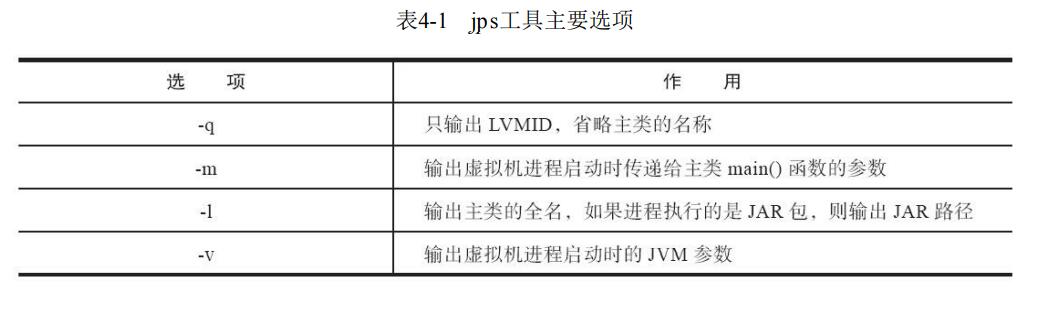 表4-1 jps工具主要选项
选 项 作 用
-q 只输出 LVMID，省略主类的名称
-m 输出虚拟机进程启动时传递给主类 main() 函数的参数
-l 输出主类的全名，如果进程执行的是 JAR 包，则输出 JAR 路径
-v 输出虚拟机进程启动时的 JVM 参数